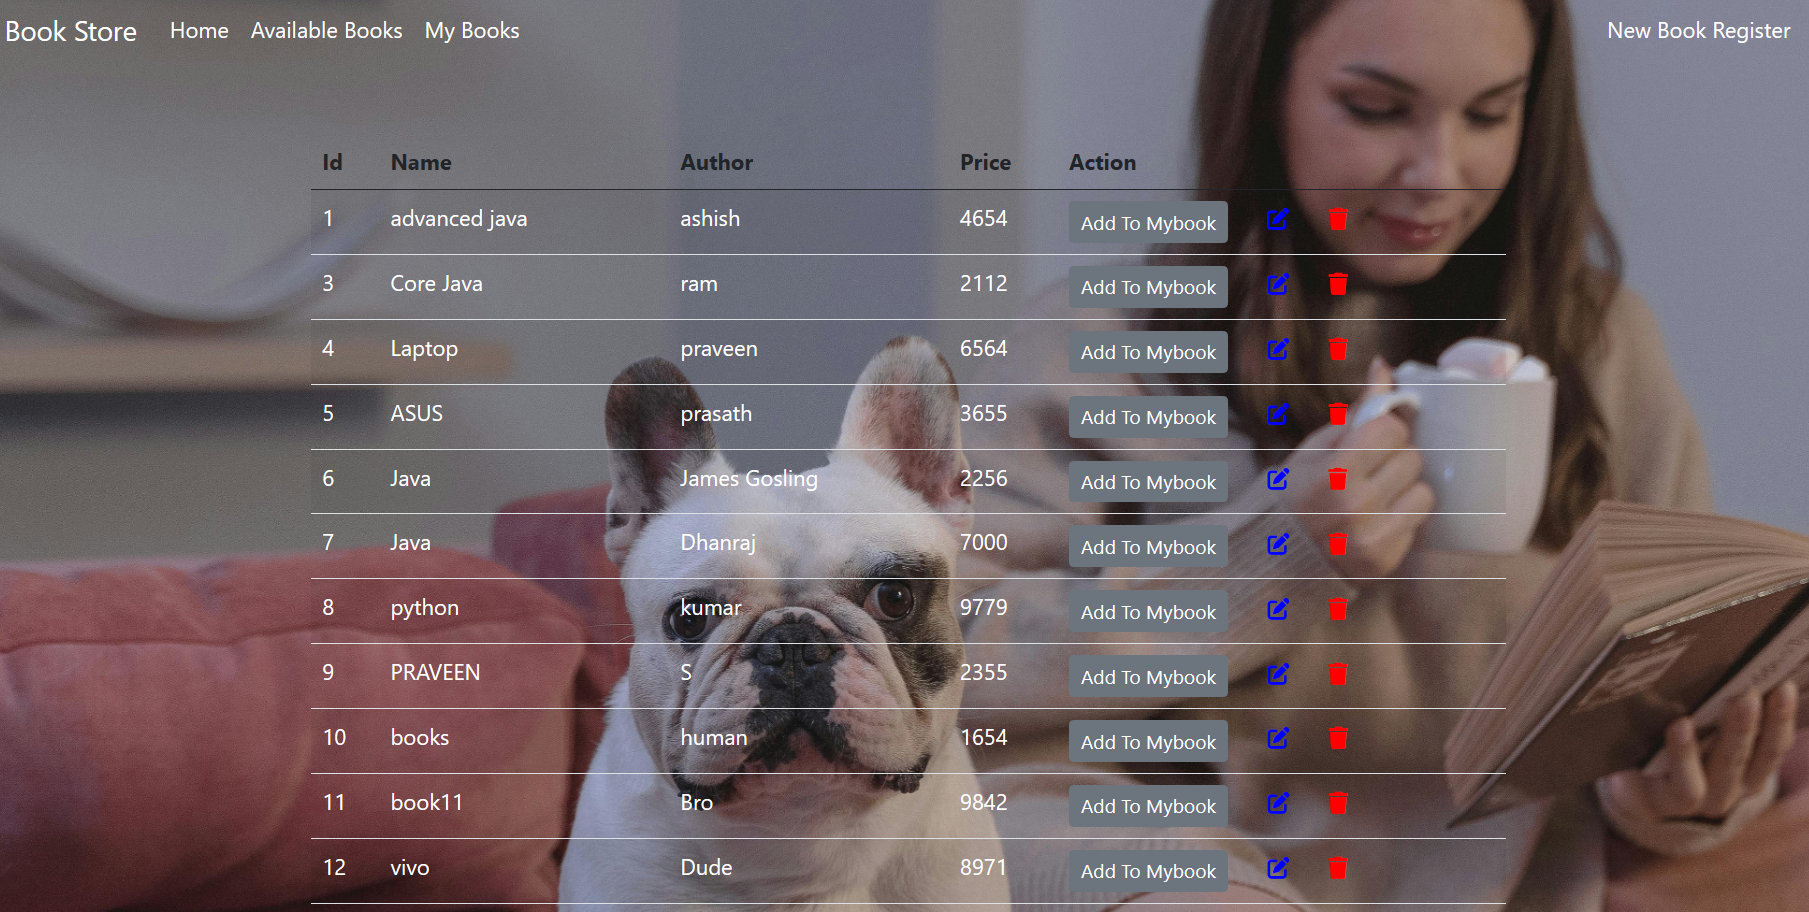 Book Store Home Available Books My Books New Book Register
Id Name Author Price Action
1 advanced java ashish 4654 Add To Mybook
3 Core Java ram 2112 Add To Mybook
4 Laptop praveen 6564 Add To Mybook
5 ASUS prasath 3655 Add To Mybook
6 Java James Gosling 2256 Add To Mybook
7 Java Dhanraj 7000 Add To Mybook
8 python kumar 9779 Add To Mybook
9 PRAVEEN S 2355 Add To Mybook
10 books human 1654 Add To Mybook
11 book11 Bro 9842 Add To Mybook
12 vivo Dude 8971 Add To Mybook